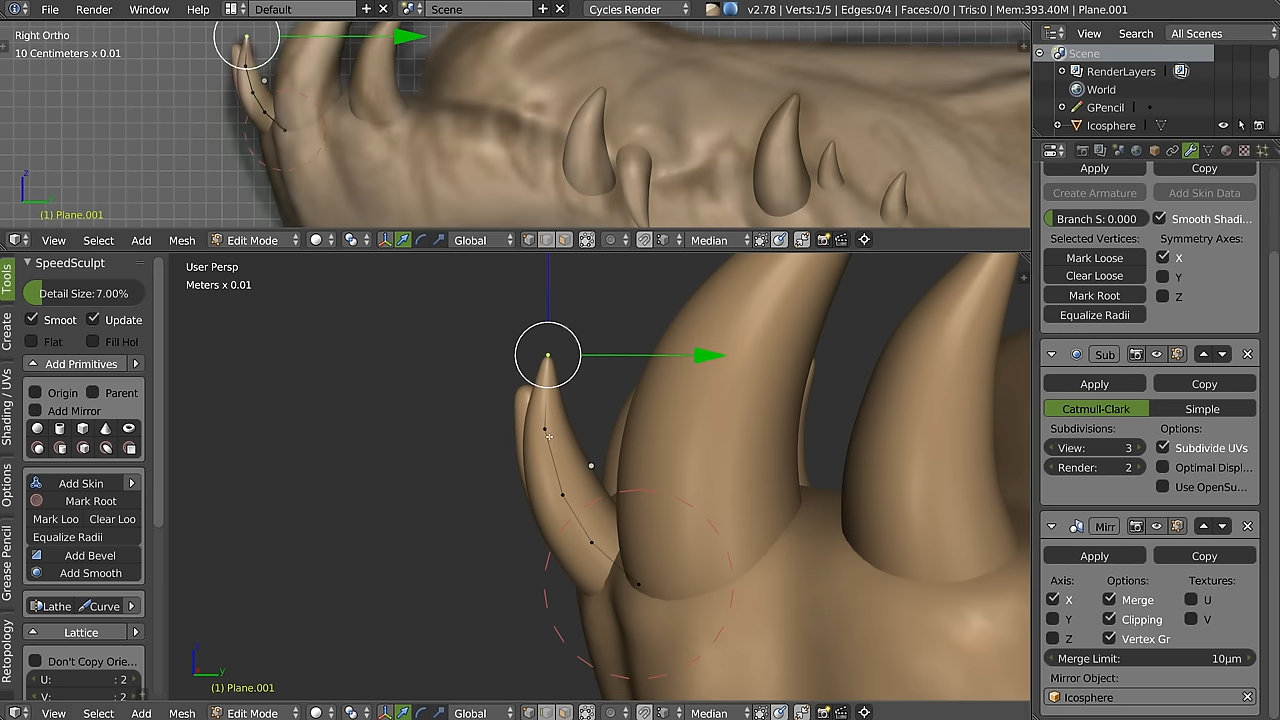 File Render Window Help Default Scene Cycles Render v2.78 | Verts:1/5 | Edges:0/4 | Faces:0/0 | Tris:0 | Mem:393.40M | Plane.001
Right Ortho
10 Centimeters x 0.01
z
(1) Plane.001
View Select Add Mesh Edit Mode Global Median
View Search All Scenes
Scene
RenderLayers
World
GPencil
Icosphere
Apply Copy
Create Armature Add Skin Data
Branch S: 0.000 Smooth Shadi...
Selected Vertices: Symmetry Axes:
Mark Loose X
Clear Loose Y
Mark Root Z
Equalize Radii
Sub
Apply Copy
Catmull-Clark Simple
Subdivisions: Options:
View: 3 Subdivide UVs
Render: 2 Optimal Displ...
Use OpenSu...
Mirr
Apply Copy
Axis: Options: Textures:
X Merge U
Y Clipping V
Z Vertex Gr
Merge Limit: 10µm
Mirror Object:
Icosphere
Tools
Create
Shading / UVs
Options
Grease Pencil
Retopology
SpeedSculpt
Detail Size: 7.00%
Smoot Update
Flat Fill Hol
Add Primitives
Origin Parent
Add Mirror
Add Skin
Mark Root
Mark Loo Clear Loo
Equalize Radii
Add Bevel
Add Smooth
Lathe Curve
Lattice
Don't Copy Orie...
U: : 2
V: : 2
User Persp
Meters x 0.01
y
(1) Plane.001
View Select Add Mesh Edit Mode Global Median